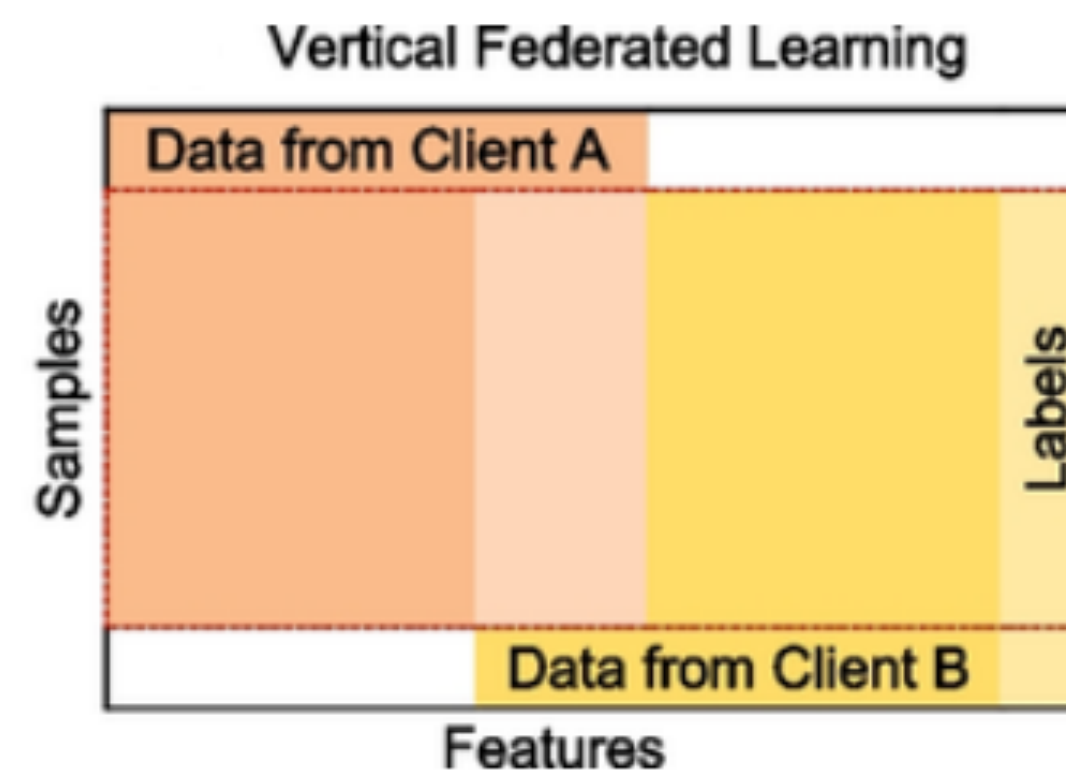 Vertical Federated Learning
Data from Client A
Samples
Labels
Data from Client B
Features